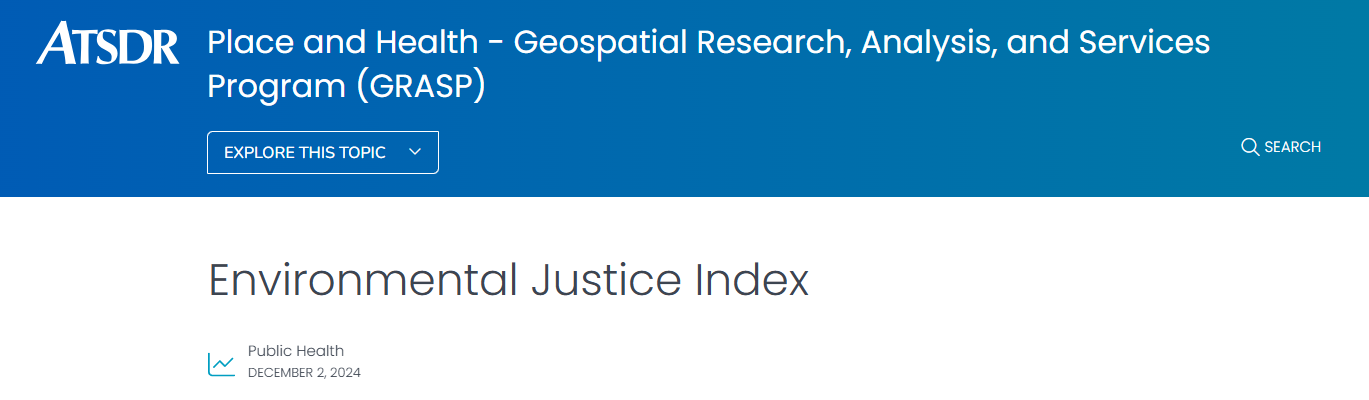 ATSDR
Place and Health - Geospatial Research, Analysis, and Services
Program (GRASP)
EXPLORE THIS TOPIC
SEARCH
Environmental Justice Index
Public Health
DECEMBER 2, 2024